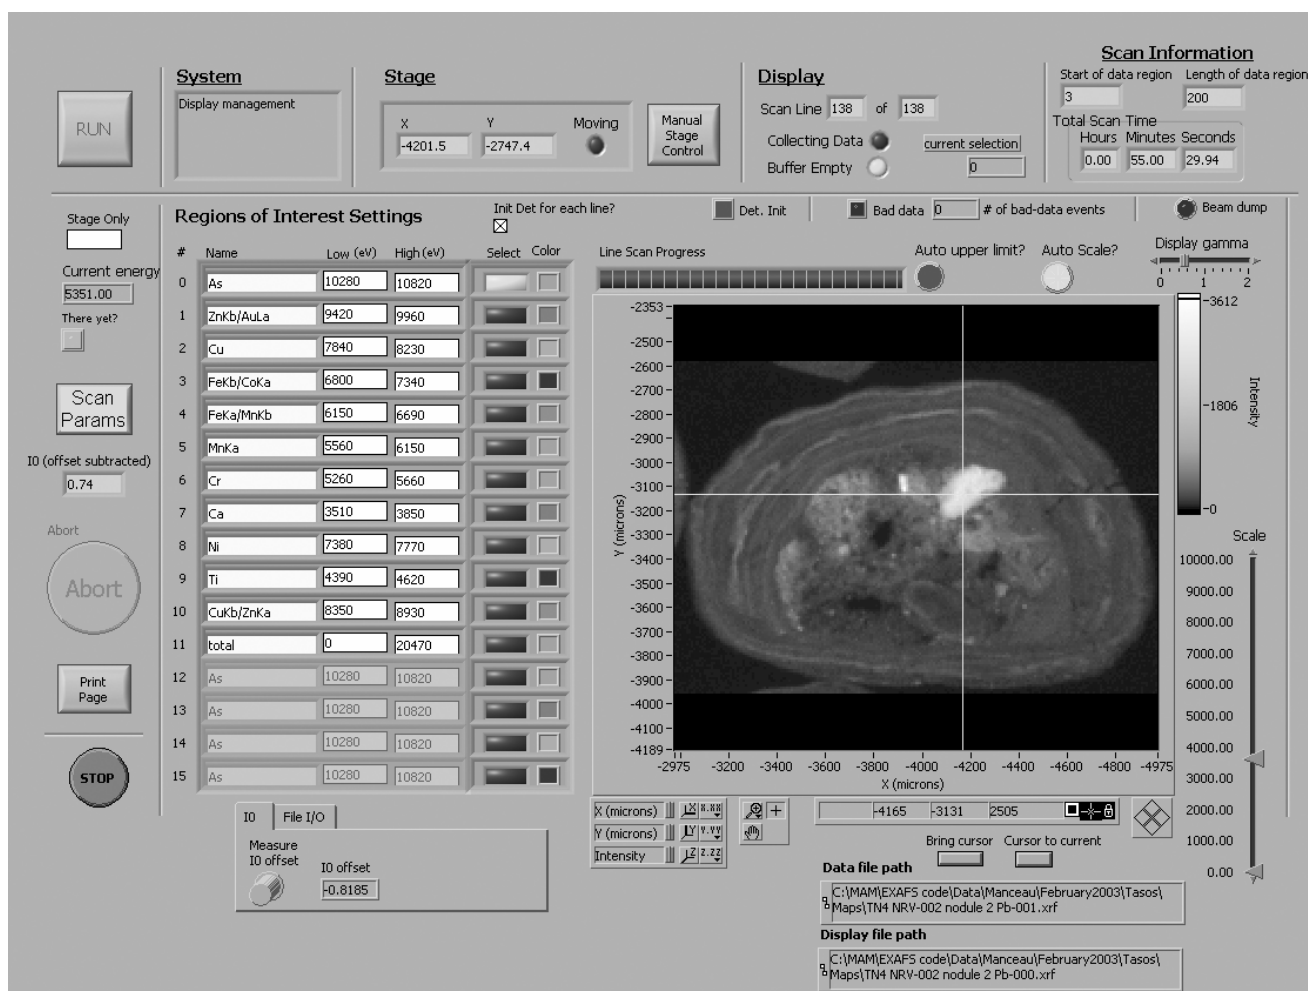 Scan Information
System
Stage
Display
Start of data region Length of data region
3 200
Display management
Scan Line 138 of 138
Total Scan Time
Hours Minutes Seconds
0.00 55.00 29.94
RUN
X Y Moving
-4201.5 -2747.4
Manual
Stage
Control
Collecting Data
current selection
Buffer Empty
0
Stage Only
Regions of Interest Settings
Init Det for each line?
Det. Init
Bad data 0 # of bad-data events
Beam dump
# Name Low (eV) High (eV) Select Color
Line Scan Progress
Auto upper limit? Auto Scale?
Display gamma
0 1 2
Current energy
5351.00
There yet?
Scan
Params
I0 (offset subtracted)
0.74
Abort
Abort
Print
Page
STOP
0 As 10280 10820
1 ZnKb/AuLa 9420 9960
2 Cu 7840 8230
3 FeKb/CoKa 6800 7340
4 FeKa/MnKb 6150 6690
5 MnKa 5560 6150
6 Cr 5260 5660
7 Ca 3510 3850
8 Ni 7380 7770
9 Ti 4390 4620
10 CuKb/ZnKa 8350 8930
11 total 0 20470
12 As 10280 10820
13 As 10280 10820
14 As 10280 10820
15 As 10280 10820
Y (microns)
-2353
-2500
-2600
-2700
-2800
-2900
-3000
-3100
-3200
-3300
-3400
-3500
-3600
-3700
-3800
-3900
-4000
-4100
-4189
-2975 -3200 -3400 -3600 -3800 -4000 -4200 -4400 -4600 -4800 -4975
X (microns)
-3612
-1806
-0
Intensity
Scale
10000.00
9000.00
8000.00
7000.00
6000.00
5000.00
4000.00
3000.00
2000.00
1000.00
0.00
I0 File I/O
Measure
I0 offset
I0 offset
-0.8185
X (microns) X X.XX
Y (microns) Y Y.YY
Intensity Z Z.ZZ
-4165 -3131 2505
Bring cursor Cursor to current
Data file path
C:\MAM\EXAFS code\Data\Manceau\February2003\Tasos\
Maps\TN4 NRV-002 nodule 2 Pb-001.xrf
Display file path
C:\MAM\EXAFS code\Data\Manceau\February2003\Tasos\
Maps\TN4 NRV-002 nodule 2 Pb-000.xrf